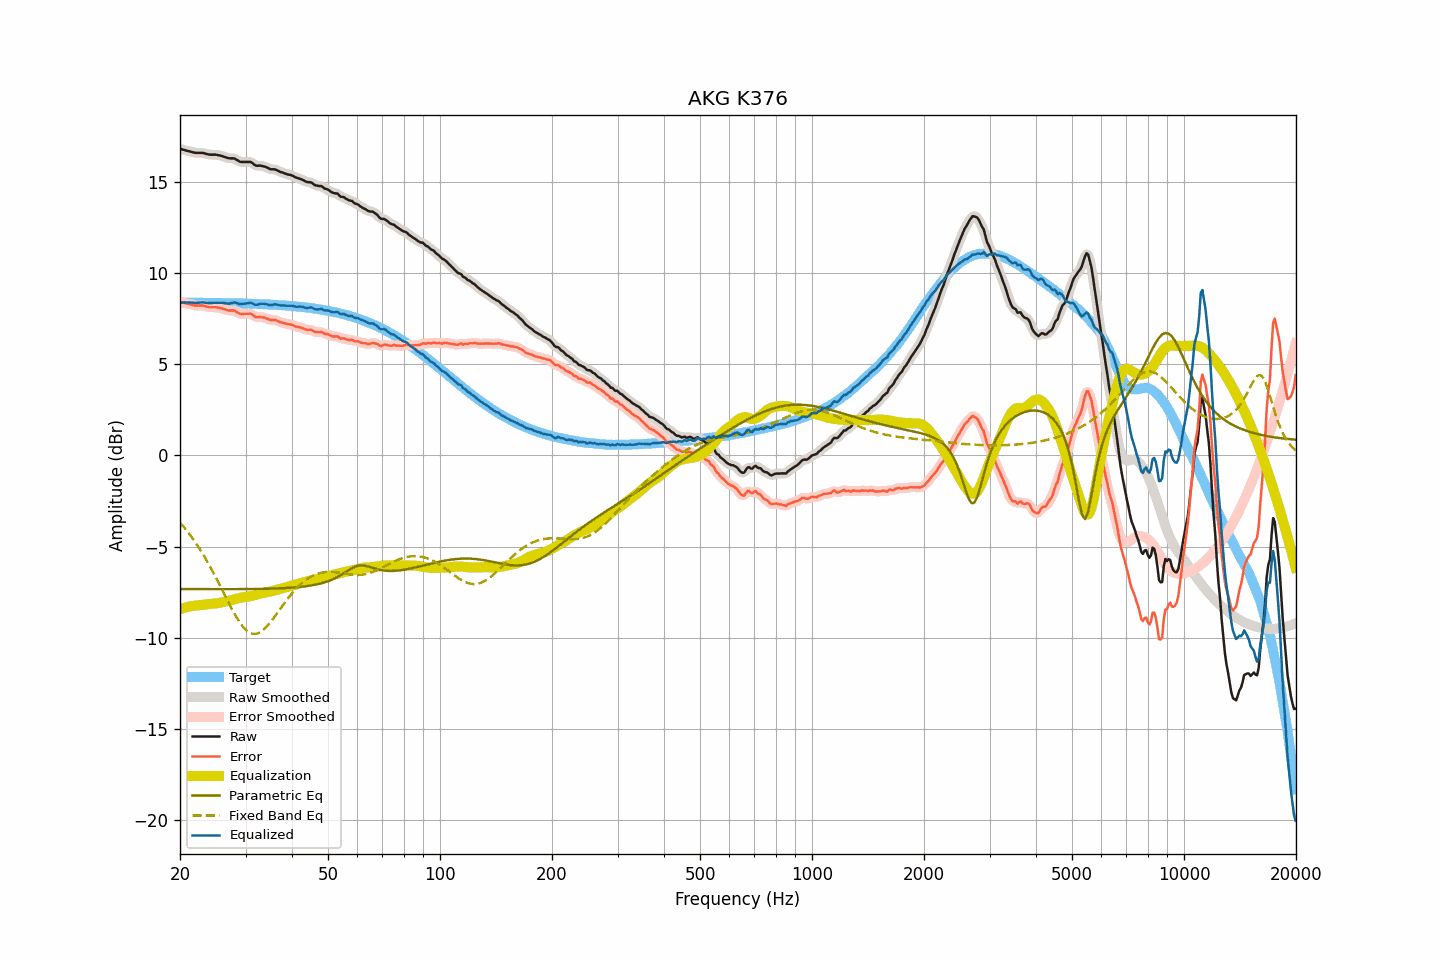 AKG K376
Amplitude (dBr)
15
10
5
0
−5
−10
−15
−20
Target
Raw Smoothed
Error Smoothed
Raw
Error
Equalization
Parametric Eq
Fixed Band Eq
Equalized
20 50 100 200 500 1000 2000 5000 10000 20000
Frequency (Hz)